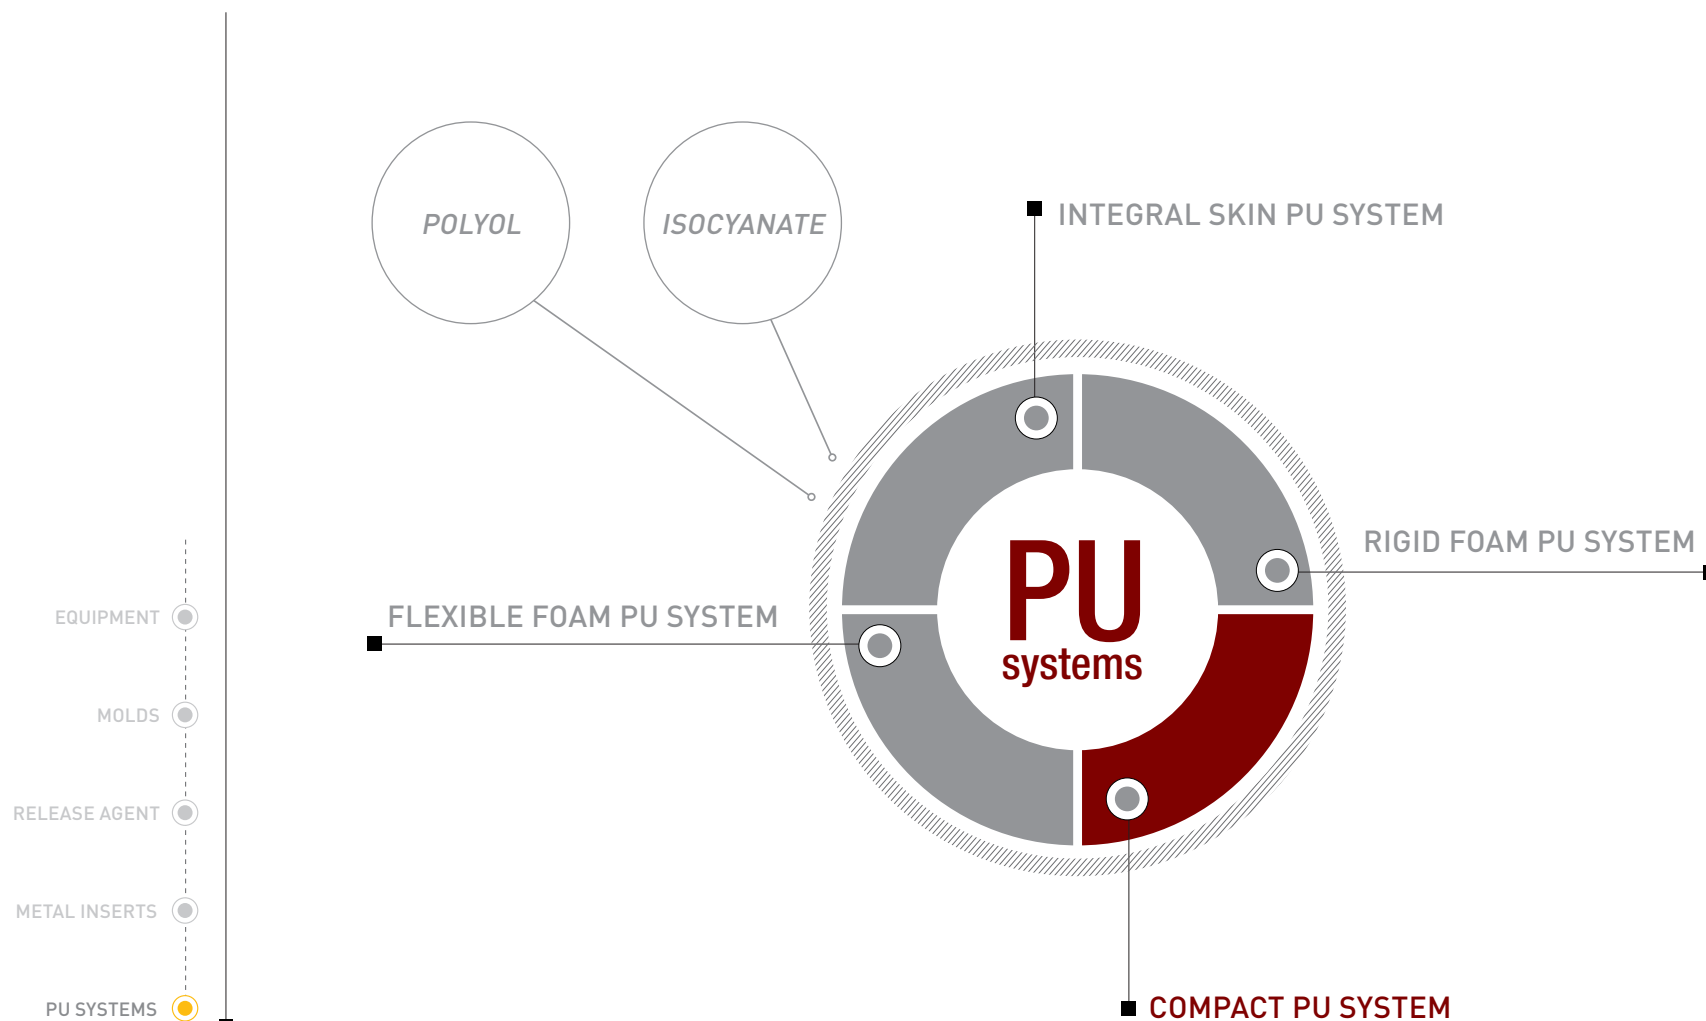 POLYOL
ISOCYANATE
INTEGRAL SKIN PU SYSTEM
RIGID FOAM PU SYSTEM
FLEXIBLE FOAM PU SYSTEM
PU
systems
COMPACT PU SYSTEM
EQUIPMENT
MOLDS
RELEASE AGENT
METAL INSERTS
PU SYSTEMS